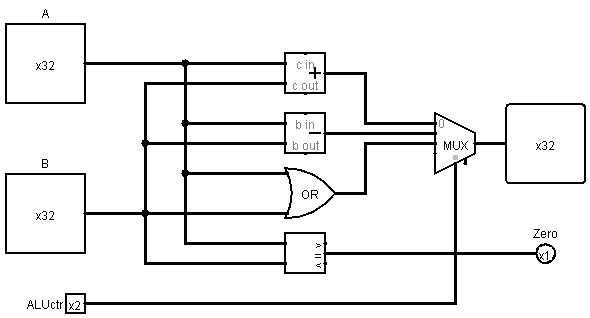 A
x32
c in
+
c out
b in
-
b out
0
MUX
x32
B
x32
OR
< = >
Zero
x1
ALUctr x2